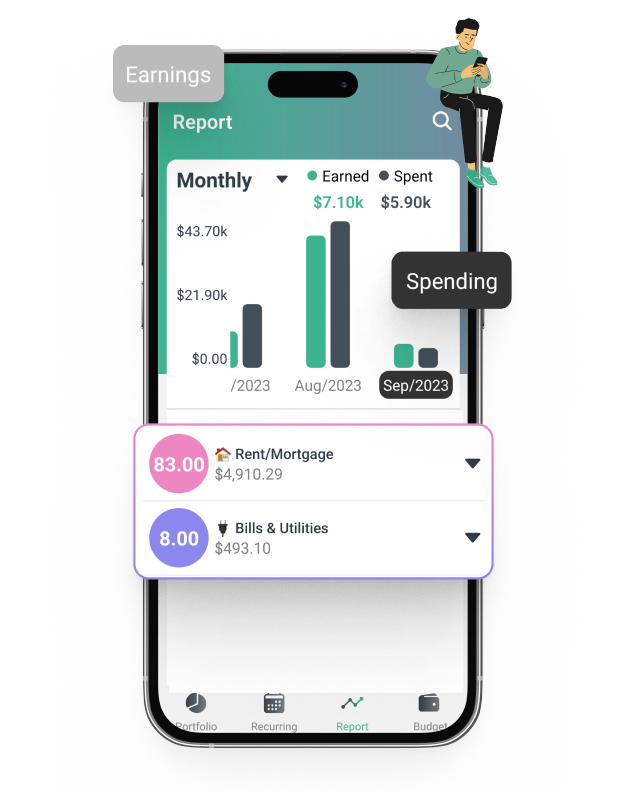 Earnings
Report
Monthly
Earned
Spent
$7.10k
$5.90k
$43.70k
$21.90k
$0.00
Spending
/2023
Aug/2023
Sep/2023
83.00
Rent/Mortgage
$4,910.29
8.00
Bills & Utilities
$493.10
Portfolio
Recurring
Report
Budget